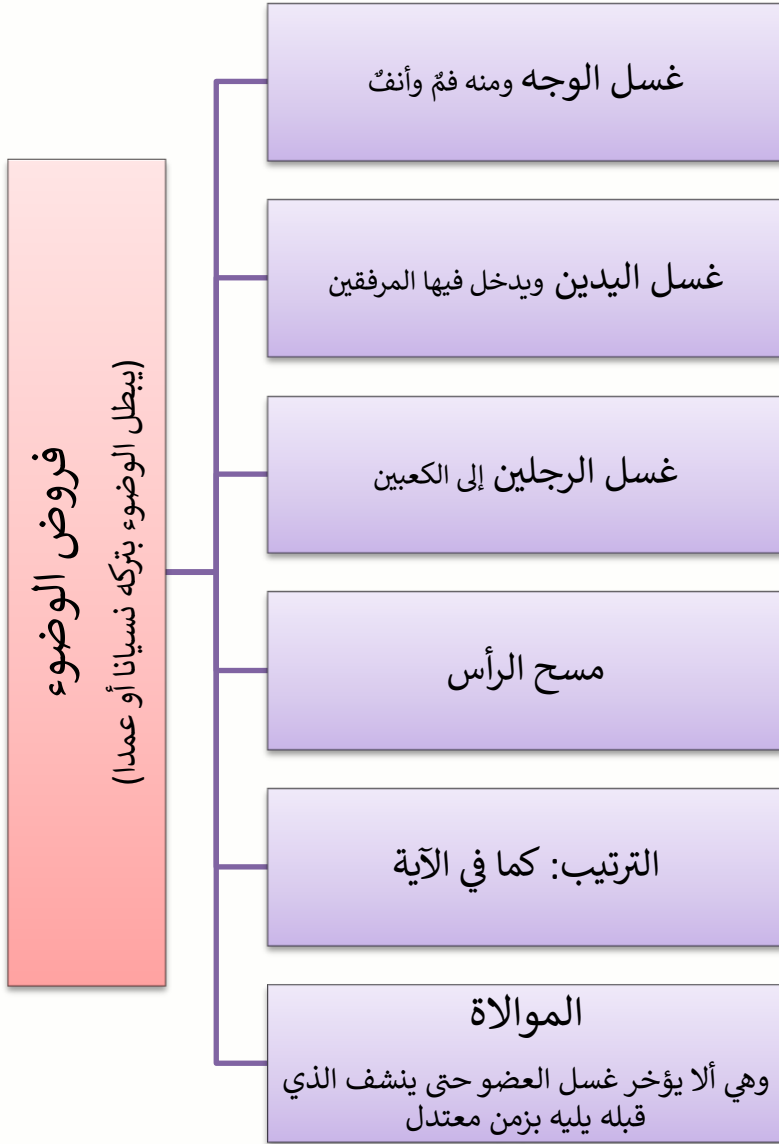 فروض الوضوء
(يبطل الوضوء بتركه نسيانا أو عمدا)
غسل الوجه ومنه فمٌ وأنفٌ
غسل اليدين ويدخل فيها المرفقين
غسل الرجلين إلى الكعبين
مسح الرأس
الترتيب: كما في الآية
الموالاة
وهي ألا يؤخر غسل العضو حتى ينشف الذي
قبله يليه بزمن معتدل